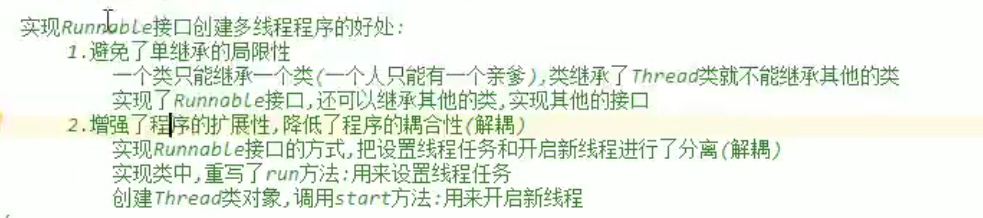 实现Runnable接口创建多线程程序的好处:
1.避免了单继承的局限性
一个类只能继承一个类(一个人只能有一个亲爹),类继承了Thread类就不能继承其他的类
实现了Runnable接口,还可以继承其他的类,实现其他的接口
2.增强了程序的扩展性,降低了程序的耦合性(解耦)
实现Runnable接口的方式,把设置线程任务和开启新线程进行了分离(解耦)
实现类中,重写了run方法:用来设置线程任务
创建Thread类对象,调用start方法:用来开启新线程